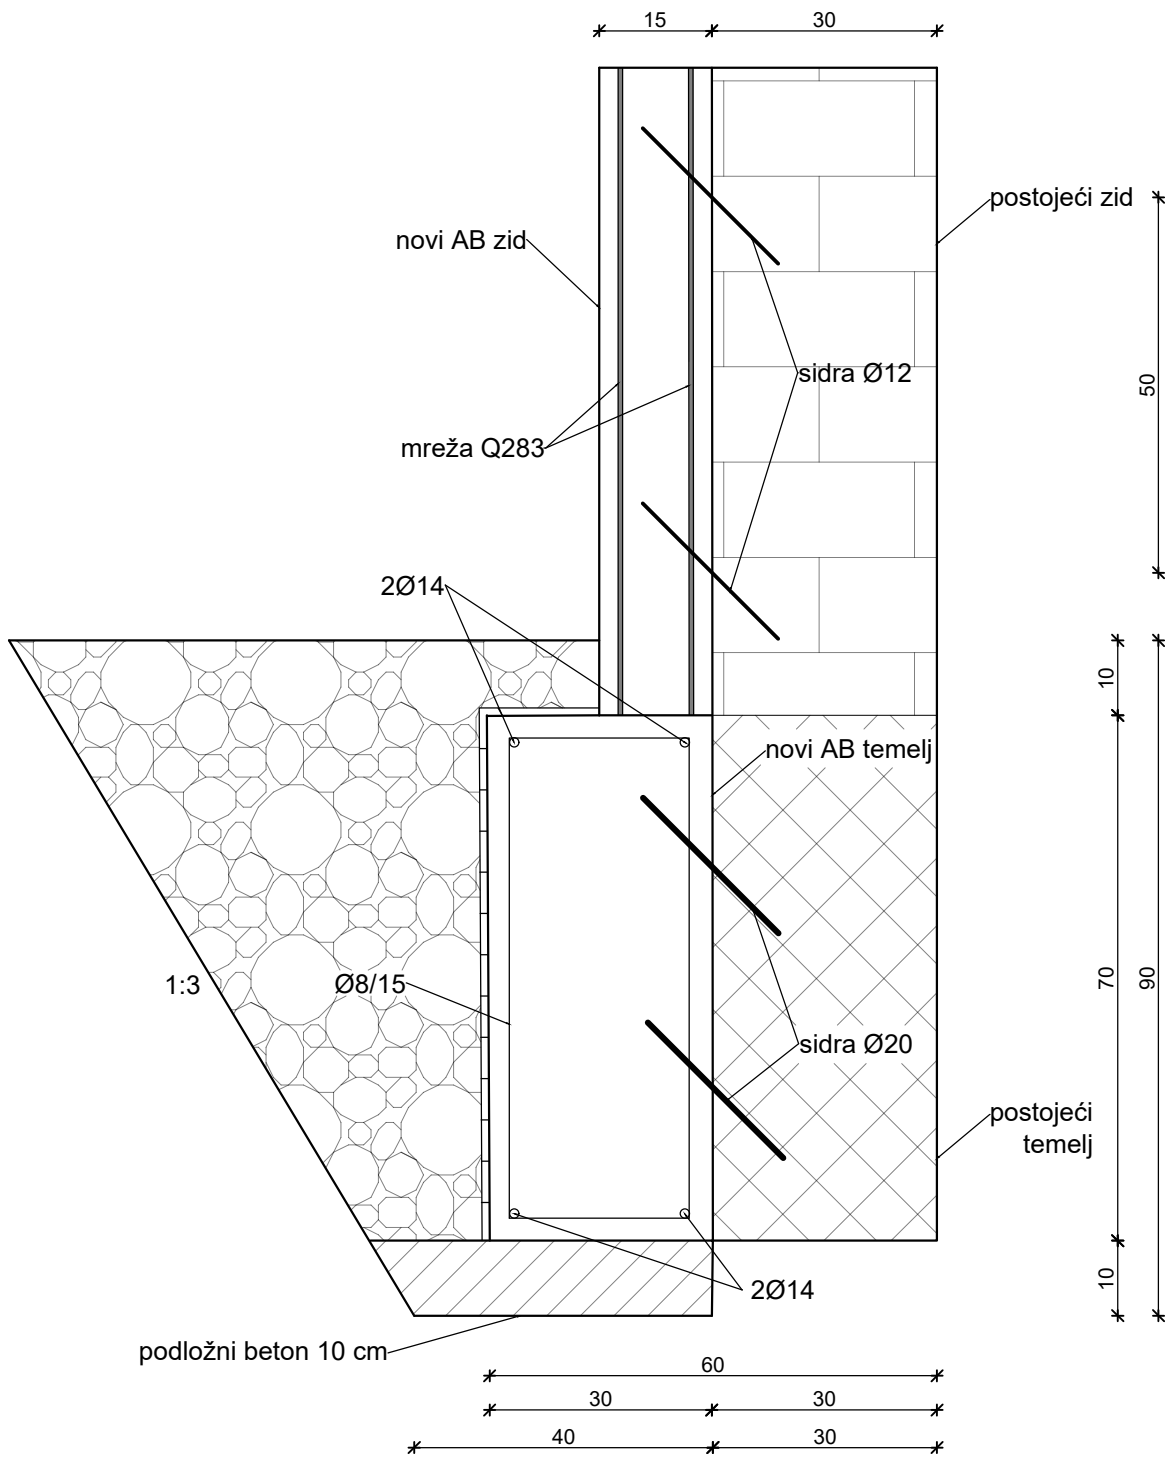 15
30
postojeći zid
novi AB zid
sidra Ø12
50
mreža Q283
2Ø14
10
novi AB temelj
1:3
Ø8/15
70
90
sidra Ø20
postojeći
temelj
10
2Ø14
podložni beton 10 cm
60
30
30
40
30